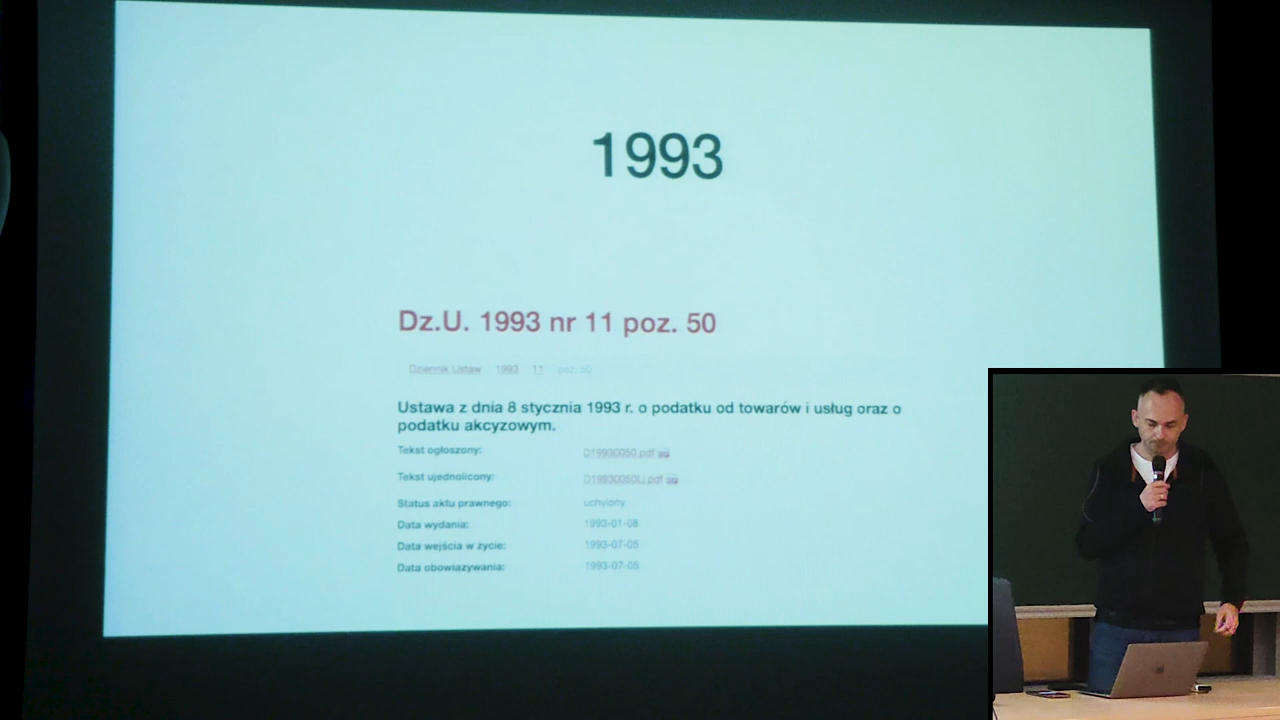 1993
Dz.U. 1993 nr 11 poz. 50
Dziennik Ustaw 1993 11 poz. 50
Ustawa z dnia 8 stycznia 1993 r. o podatku od towarów i usług oraz o
podatku akcyzowym.
Tekst ogłoszony: D19930050.pdf
Tekst ujednolicony: D19930050Lj.pdf
Status aktu prawnego: uchylony
Data wydania: 1993-01-08
Data wejścia w życie: 1993-07-05
Data obowiązywania: 1993-07-05